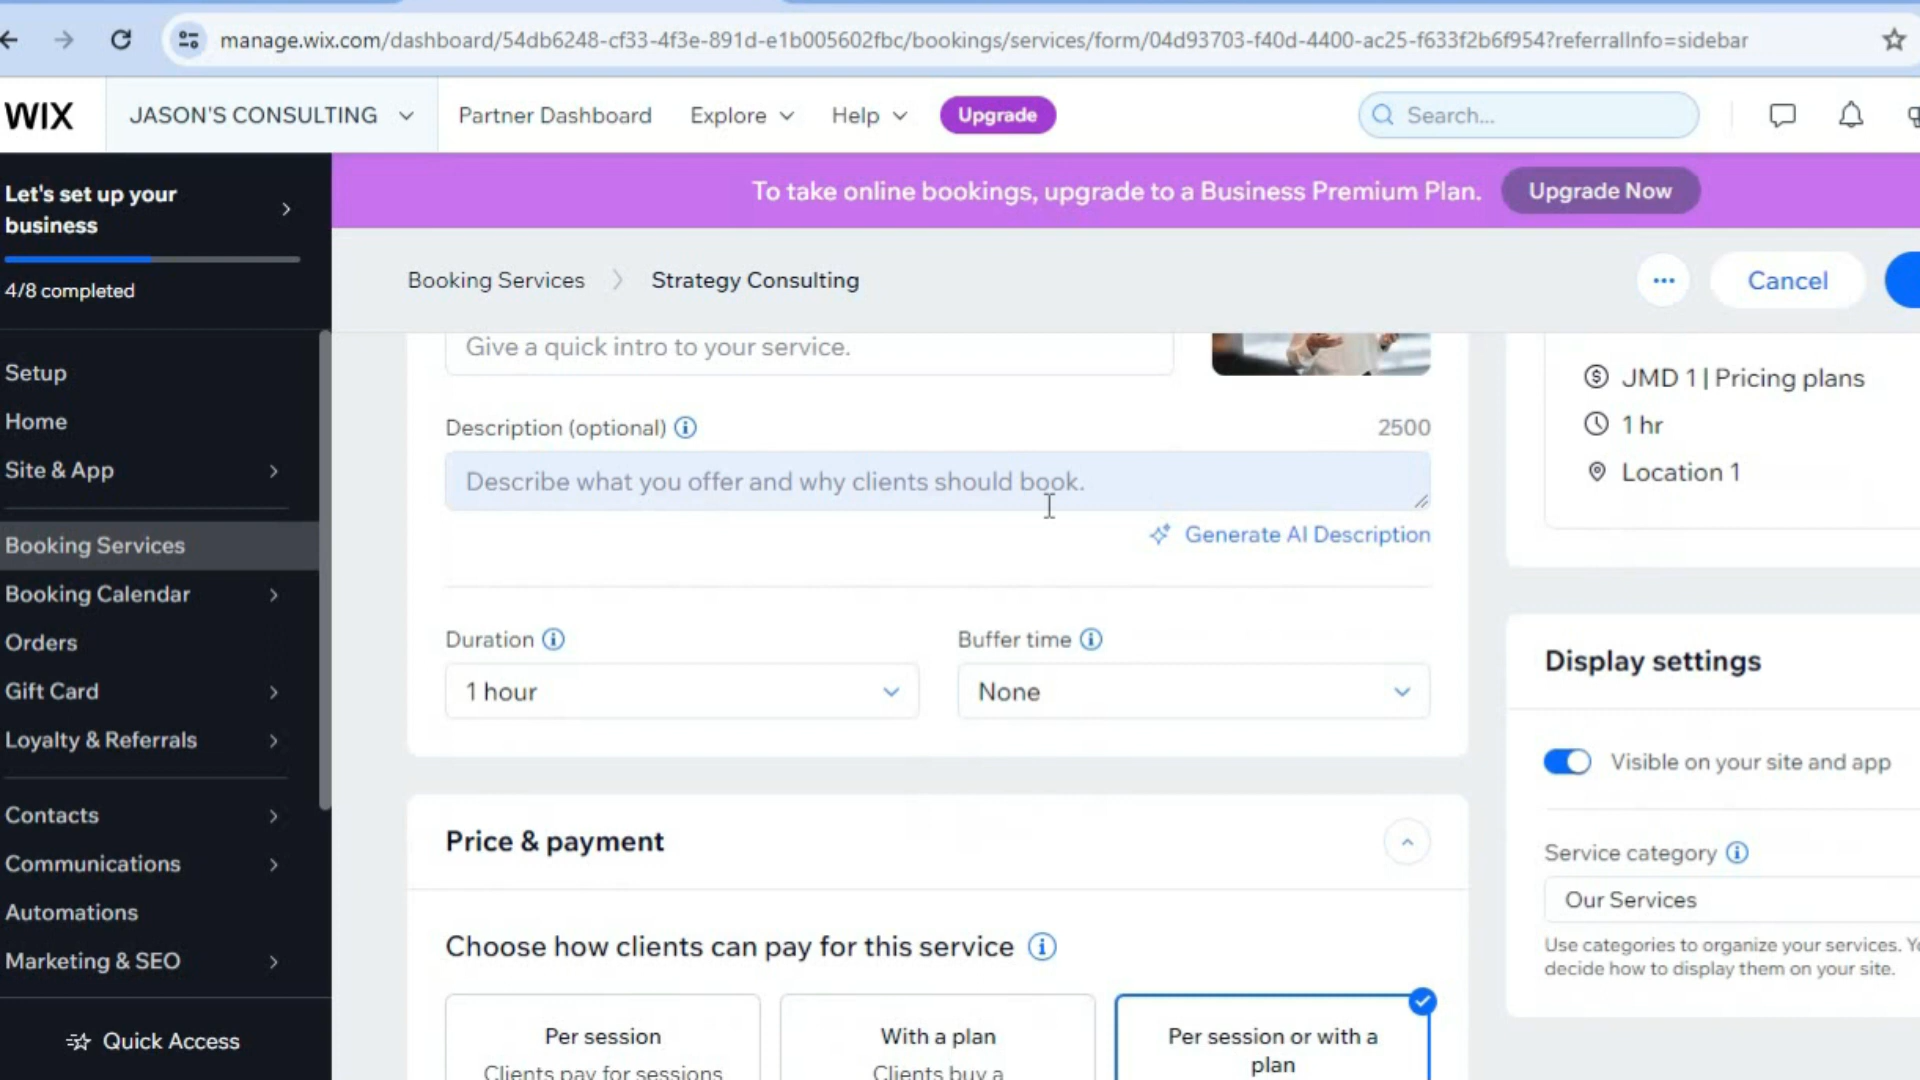 manage.wix.com/dashboard/54db6248-cf33-4f3e-891d-e1b005602fbc/bookings/services/form/04d93703-f40d-4400-ac25-f633f2b6f954?referralInfo=sidebar
WIX
JASON'S CONSULTING
Partner Dashboard
Explore
Help
Upgrade
Search...
Let's set up your
business
4/8 completed
To take online bookings, upgrade to a Business Premium Plan.
Upgrade Now
Booking Services
Strategy Consulting
Cancel
Setup
Home
Site & App
Booking Services
Booking Calendar
Orders
Gift Card
Loyalty & Referrals
Contacts
Communications
Automations
Marketing & SEO
Quick Access
Give a quick intro to your service.
Description (optional)
2500
Describe what you offer and why clients should book.
Generate AI Description
Duration
Buffer time
1 hour
None
Price & payment
Choose how clients can pay for this service
Per session
Clients pay for sessions
With a plan
Clients buy a
Per session or with a
plan
JMD 1 | Pricing plans
1 hr
Location 1
Display settings
Visible on your site and app
Service category
Our Services
Use categories to organize your services.
decide how to display them on your site.